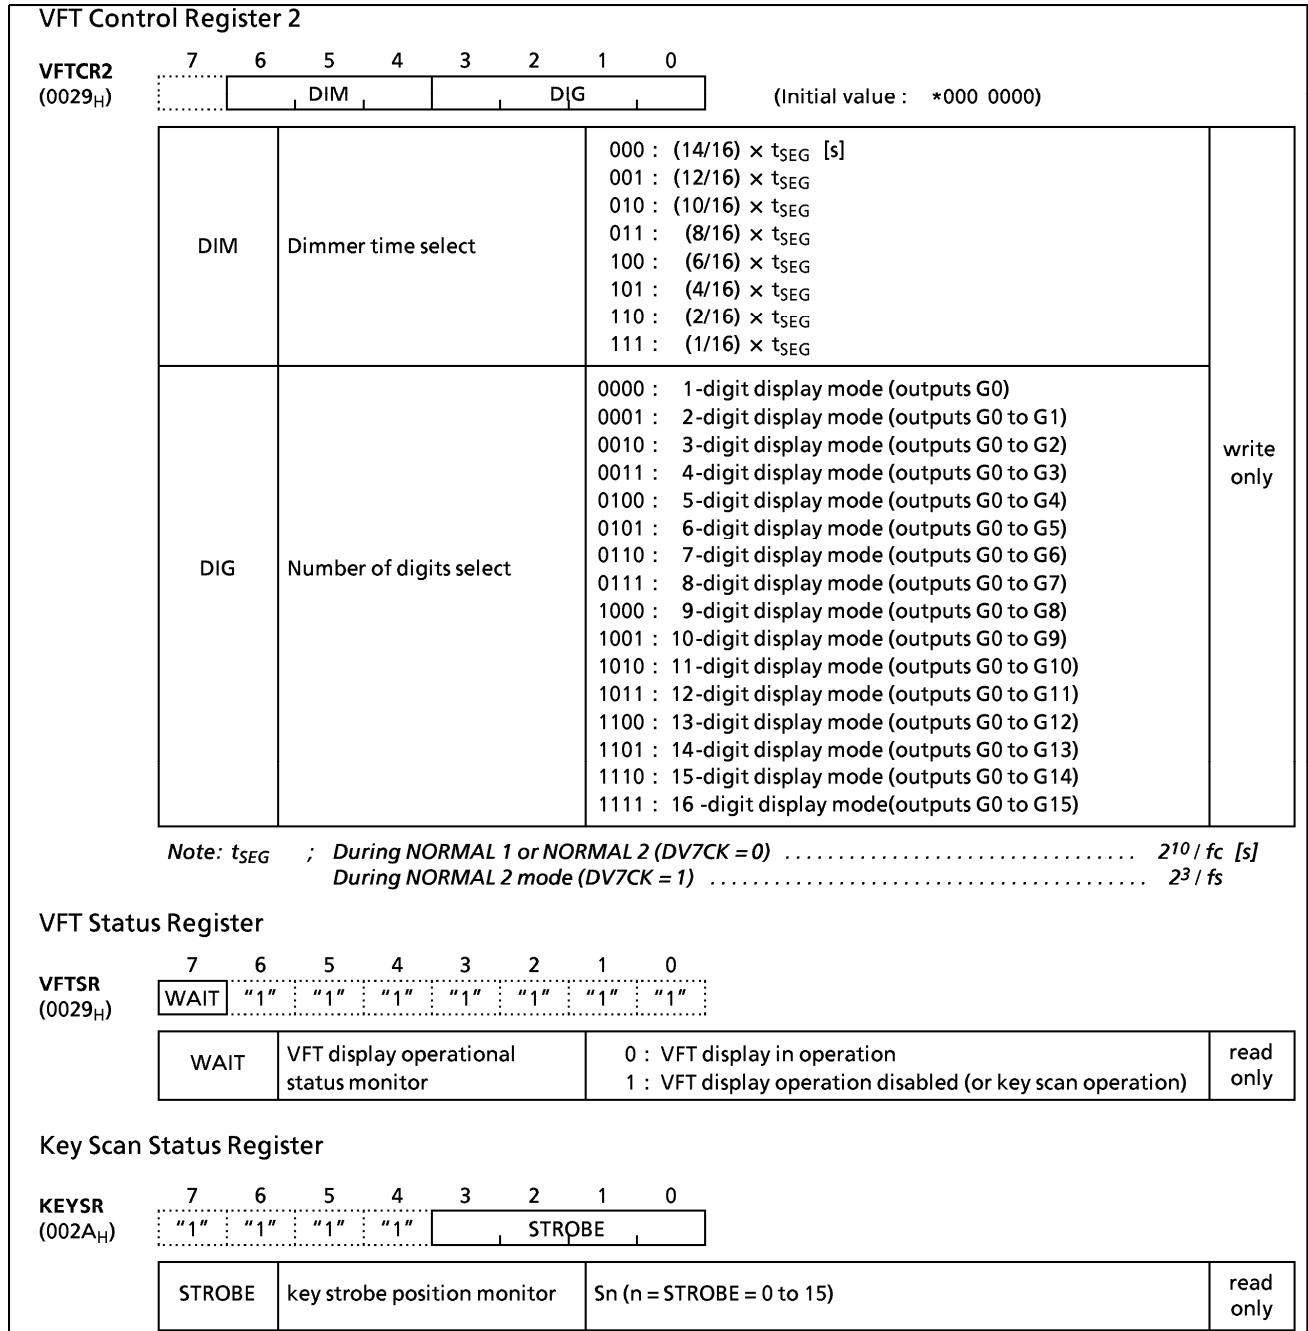 VFT Control Register 2
7 6 5 4 3 2 1 0
VFTCR2
(0029H)
DIM DIG (Initial value : *000 0000)
DIM
Dimmer time select
000 : (14/16) × tSEG [s]
001 : (12/16) × tSEG
010 : (10/16) × tSEG
011 : (8/16) × tSEG
100 : (6/16) × tSEG
101 : (4/16) × tSEG
110 : (2/16) × tSEG
111 : (1/16) × tSEG
DIG
Number of digits select
0000 : 1-digit display mode (outputs G0)
0001 : 2-digit display mode (outputs G0 to G1)
0010 : 3-digit display mode (outputs G0 to G2)
0011 : 4-digit display mode (outputs G0 to G3)
0100 : 5-digit display mode (outputs G0 to G4)
0101 : 6-digit display mode (outputs G0 to G5)
0110 : 7-digit display mode (outputs G0 to G6)
0111 : 8-digit display mode (outputs G0 to G7)
1000 : 9-digit display mode (outputs G0 to G8)
1001 : 10-digit display mode (outputs G0 to G9)
1010 : 11-digit display mode (outputs G0 to G10)
1011 : 12-digit display mode (outputs G0 to G11)
1100 : 13-digit display mode (outputs G0 to G12)
1101 : 14-digit display mode (outputs G0 to G13)
1110 : 15-digit display mode (outputs G0 to G14)
1111 : 16 -digit display mode(outputs G0 to G15)
write
only
Note: tSEG ; During NORMAL 1 or NORMAL 2 (DV7CK = 0) ................................. 2^10 / fc [s]
During NORMAL 2 mode (DV7CK = 1) ......................................... 2^3 / fs
VFT Status Register
7 6 5 4 3 2 1 0
VFTSR
(0029H)
WAIT "1" "1" "1" "1" "1" "1" "1"
WAIT
VFT display operational
status monitor
0 : VFT display in operation
1 : VFT display operation disabled (or key scan operation)
read
only
Key Scan Status Register
7 6 5 4 3 2 1 0
KEYSR
(002AH)
"1" "1" "1" "1" STROBE
STROBE
key strobe position monitor
Sn (n = STROBE = 0 to 15)
read
only